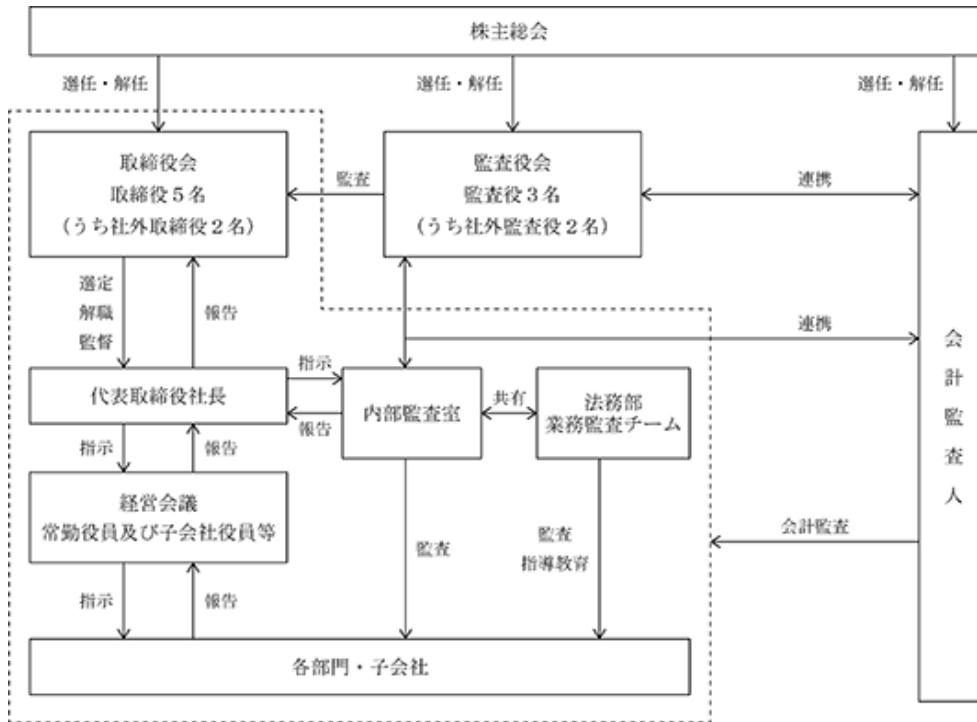 株主総会
選任・解任
選任・解任
選任・解任
取締役会
取締役５名
(うち社外取締役２名)
監査
監査役会
監査役３名
(うち社外監査役２名)
連携
選定
解職
監督
報告
連携
代表取締役社長
指示
報告
内部監査室
共有
法務部
業務監査チーム
会計監査人
指示
報告
経営会議
常勤役員及び子会社役員等
監査
監査
指導教育
会計監査
指示
報告
各部門・子会社